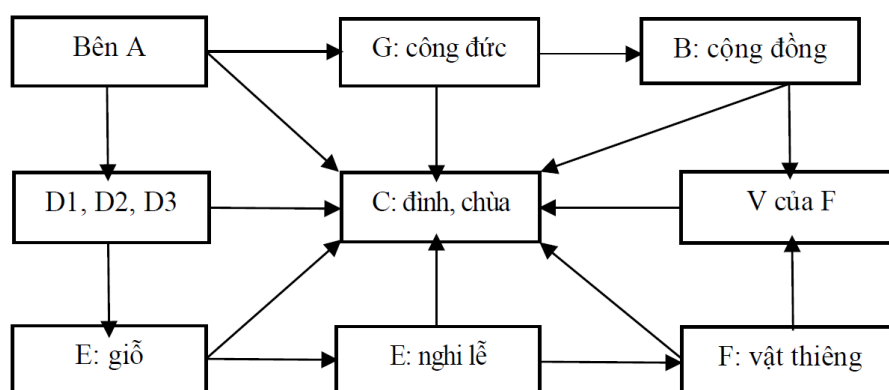 Bên A
G: công đức
B: cộng đồng
D1, D2, D3
C: đình, chùa
V của F
E: giỗ
E: nghi lễ
F: vật thiêng